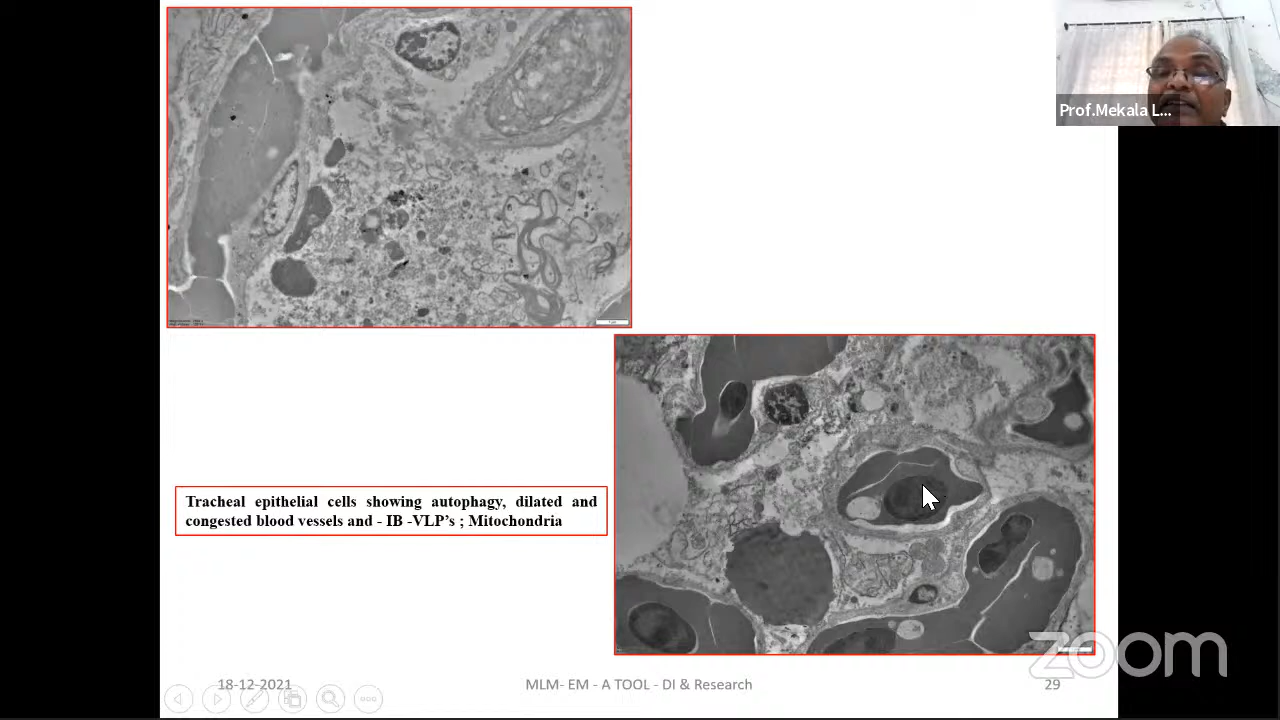 Prof.Mekala L...
Tracheal epithelial cells showing autophagy, dilated and
congested blood vessels and - IB -VLP's ; Mitochondria
18-12-2021
MLM- EM - A TOOL - DI & Research
29
zoom